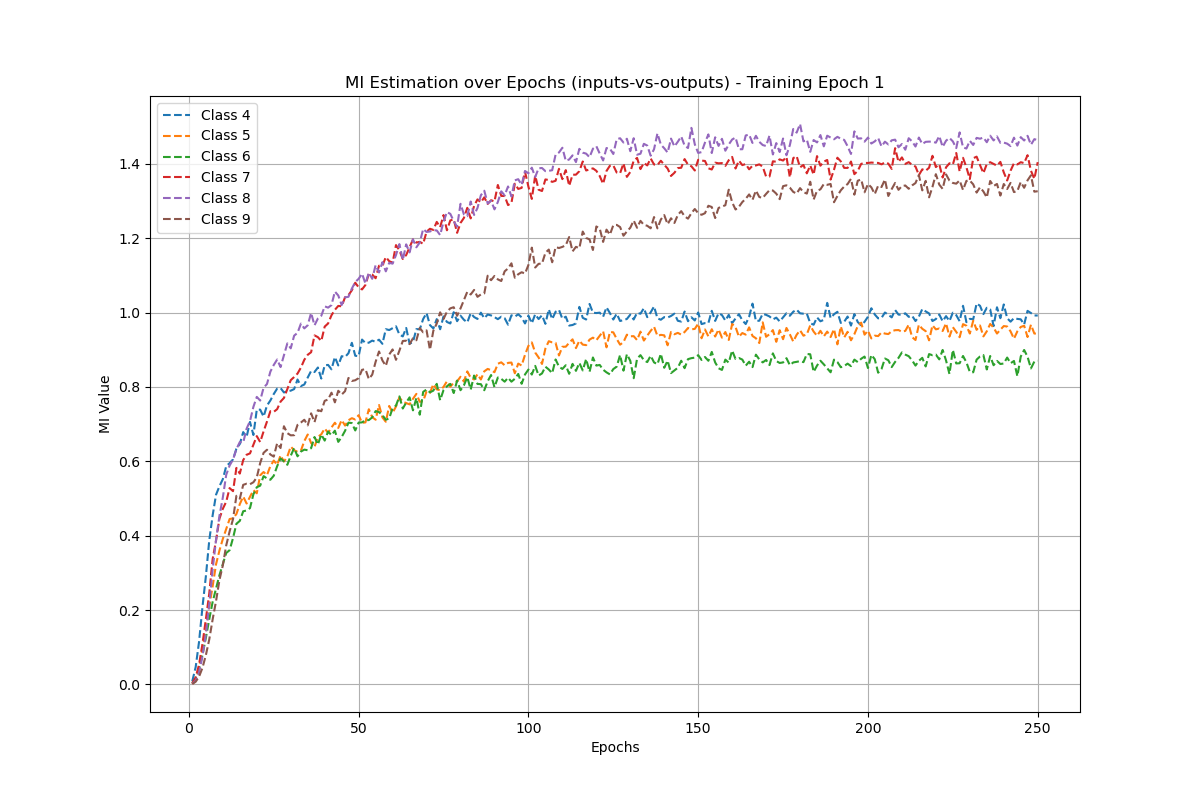 MI Estimation over Epochs (inputs-vs-outputs) - Training Epoch 1
Class 4
Class 5
Class 6
Class 7
Class 8
Class 9
1.4
1.2
1.0
0.8
0.6
0.4
0.2
0.0
MI Value
0 50 100 150 200 250
Epochs